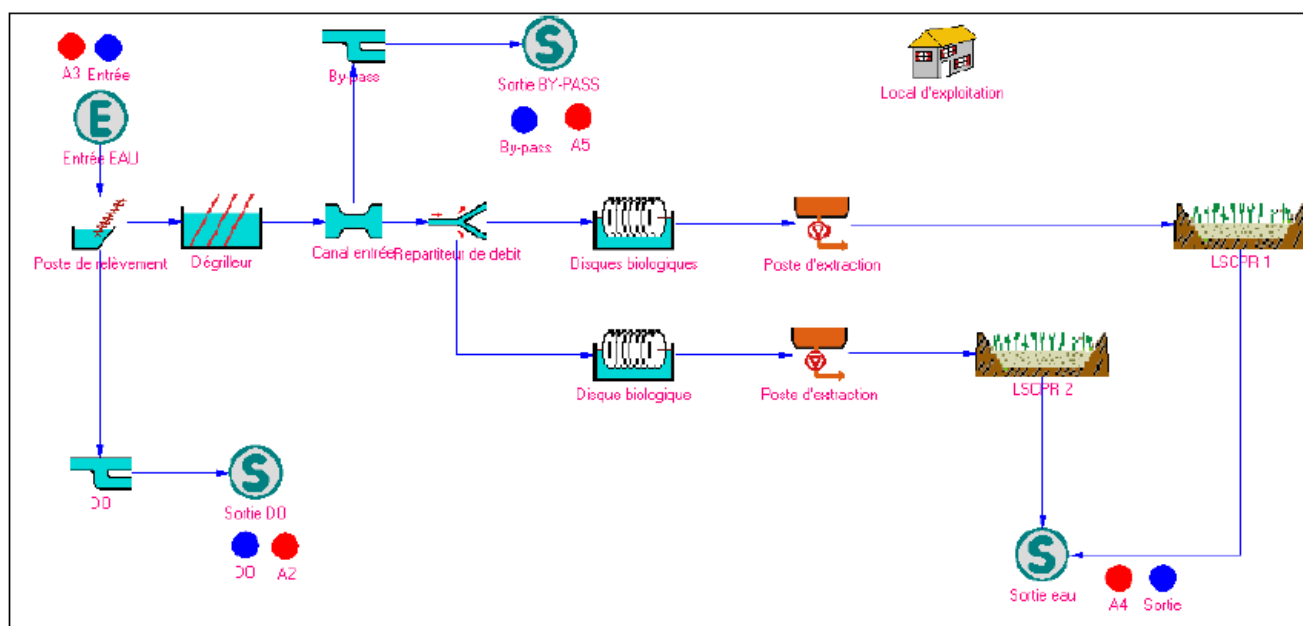 A3 Entrée
E
Entrée EAU
By-pass
S
Sortie BY-PASS
By-pass A5
Local d'exploitation
Poste de relèvement
Dégrilleur
Canal entrée
Repartiteur de debit
Disques biologiques
Poste d'extraction
LSCPR 1
Disque biologique
Poste d'extraction
LSCPR 2
DO
S
Sortie DO
DO A2
S
Sortie eau
A4 Sortie